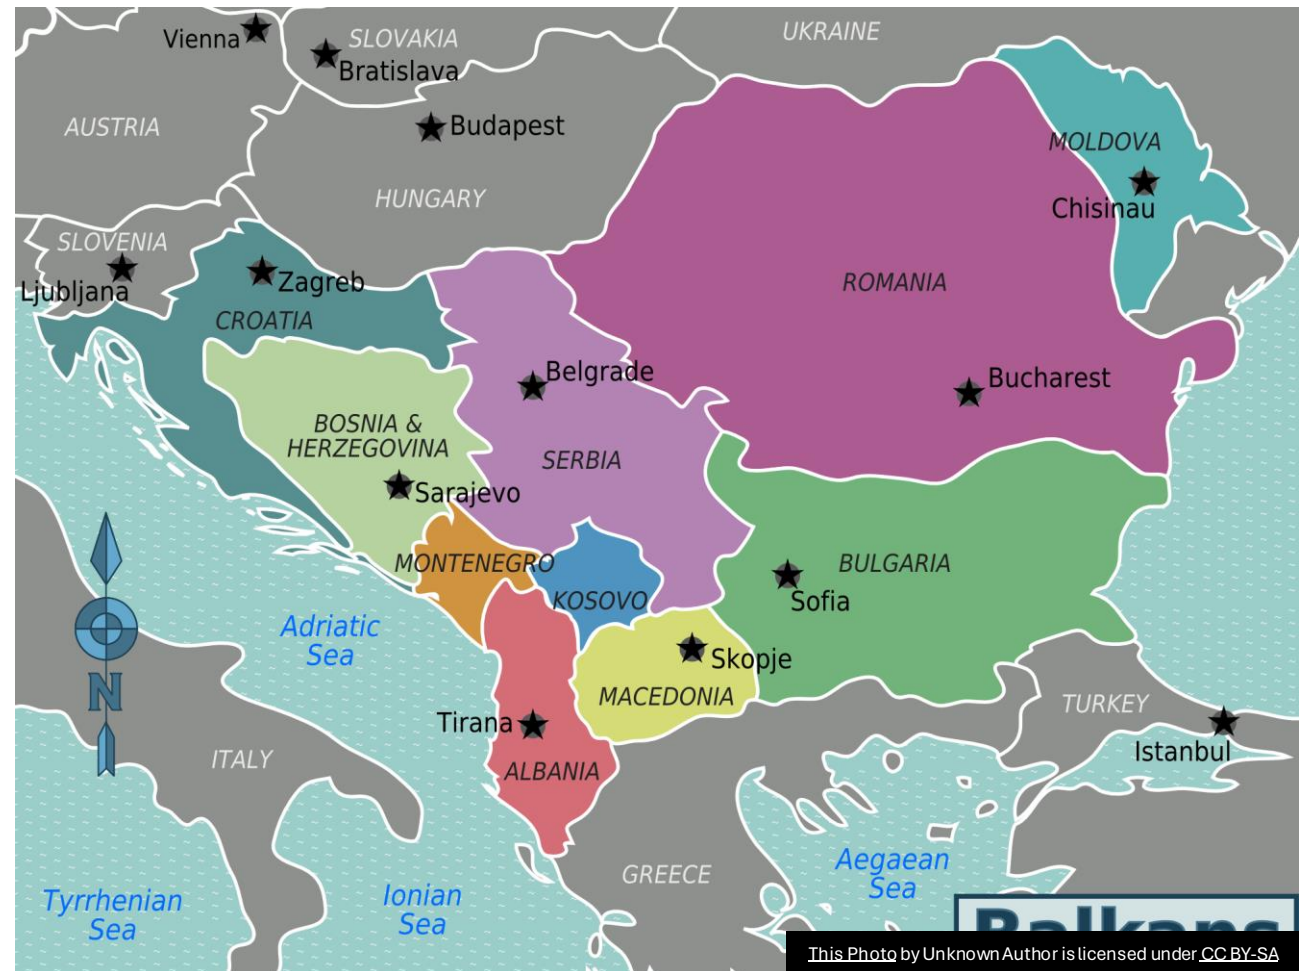 UKRAINE
Vienna
SLOVAKIA
Bratislava
AUSTRIA
Budapest
MOLDOVA
HUNGARY
Chisinau
SLOVENIA
Ljubljana
Zagreb
ROMANIA
CROATIA
Belgrade
Bucharest
BOSNIA &
HERZEGOVINA
SERBIA
Sarajevo
MONTENEGRO
BULGARIA
KOSOVO
Sofia
Adriatic
Sea
Skopje
N
MACEDONIA
TURKEY
Tirana
Istanbul
ITALY
ALBANIA
Aegaean
Sea
GREECE
Tyrrhenian
Sea
Ionian
Sea
Balkans
This Photo by Unknown Author is licensed under CC BY-SA